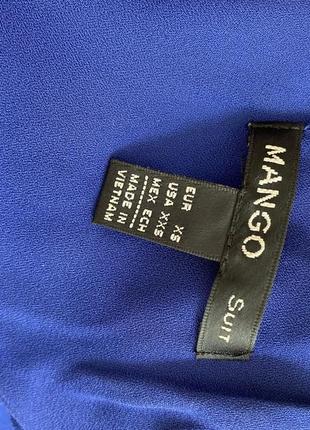 MANGO
SUIT
EUR XS
USA XXS
MEX ECH
MADE IN
VIETNAM